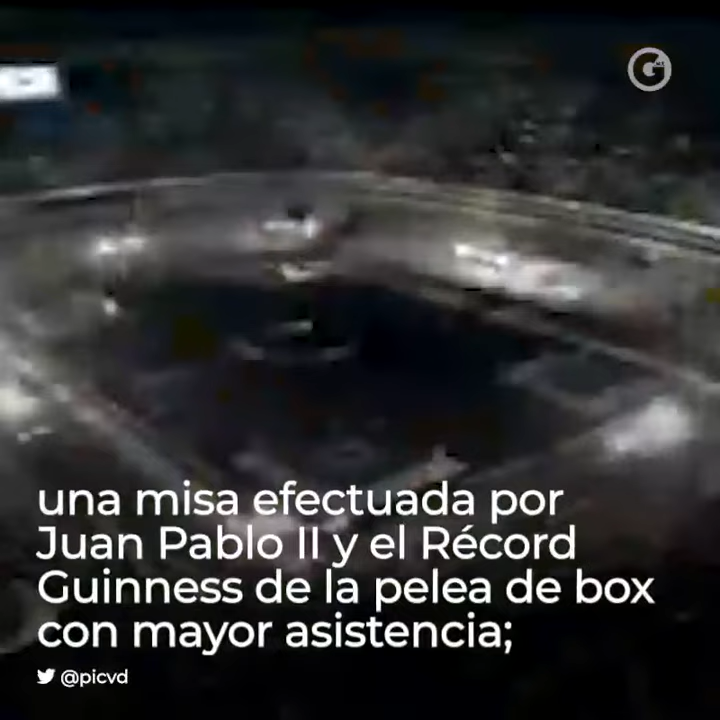 G
una misa efectuada por
Juan Pablo II y el Récord
Guinness de la pelea de box
con mayor asistencia;
@picvd